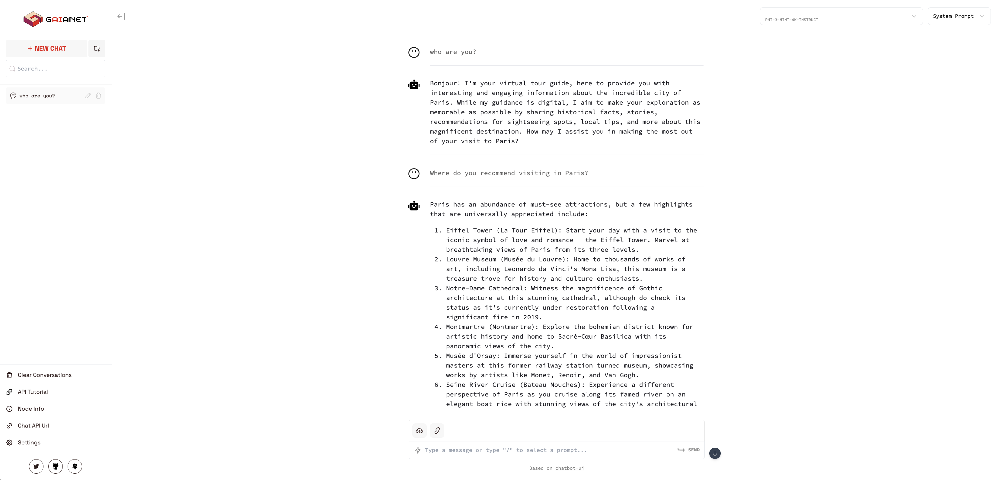 GAIANET
+ NEW CHAT
Search...
who are you?
Clear Conversations
API Tutorial
Node Info
Chat API Url
Settings
-
PHI-3-MINI-4K-INSTRUCT
System Prompt
who are you?
Bonjour! I'm your virtual tour guide, here to provide you with
interesting and engaging information about the incredible city of
Paris. While my guidance is digital, I aim to make your exploration as
memorable as possible by sharing historical facts, stories,
recommendations for sightseeing spots, local tips, and more about this
magnificent destination. How may I assist you in making the most out
of your visit to Paris?
Where do you recommend visiting in Paris?
Paris has an abundance of must-see attractions, but a few highlights
that are universally appreciated include:
1. Eiffel Tower (La Tour Eiffel): Start your day with a visit to the
iconic symbol of love and romance - the Eiffel Tower. Marvel at
breathtaking views of Paris from its three levels.
2. Louvre Museum (Musée du Louvre): Home to thousands of works of
art, including Leonardo da Vinci's Mona Lisa, this museum is a
treasure trove for history and culture enthusiasts.
3. Notre-Dame Cathedral: Witness the magnificence of Gothic
architecture at this stunning cathedral, although do check its
status as it's currently under restoration following a
significant fire in 2019.
4. Montmartre (Montmartre): Explore the bohemian district known for
artistic history and home to Sacré-Cœur Basilica with its
panoramic views of the city.
5. Musée d'Orsay: Immerse yourself in the world of impressionist
masters at this former railway station turned museum, showcasing
works by artists like Monet, Renoir, and Van Gogh.
6. Seine River Cruise (Bateau Mouches): Experience a different
perspective of Paris as you cruise along its famed river on an
elegant boat ride with stunning views of the city's architectural
Type a message or type "/" to select a prompt...
SEND
Based on chatbot-ui